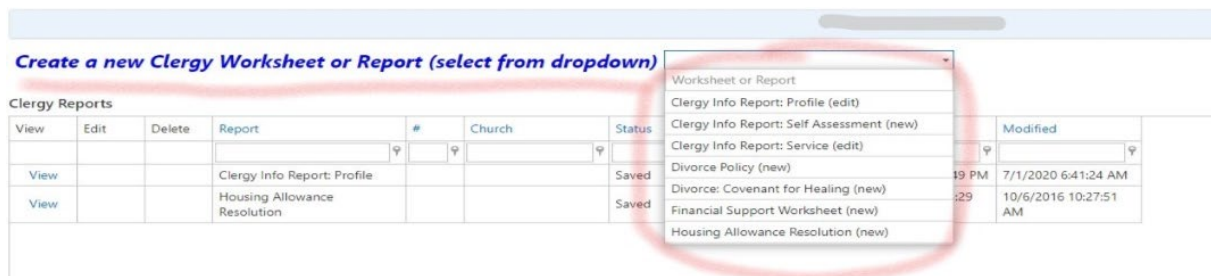 Create a new Clergy Worksheet or Report (select from dropdown)
Worksheet or Report
Clergy Info Report: Profile (edit)
Clergy Info Report: Self Assessment (new)
Clergy Info Report: Service (edit)
Divorce Policy (new)
Divorce: Covenant for Healing (new)
Financial Support Worksheet (new)
Housing Allowance Resolution (new)
Clergy Reports
View Edit Delete Report # Church Status Modified
View Clergy Info Report: Profile Saved 49 PM 7/1/2020 6:41:24 AM
View Housing Allowance Saved :29 10/6/2016 10:27:51
Resolution AM